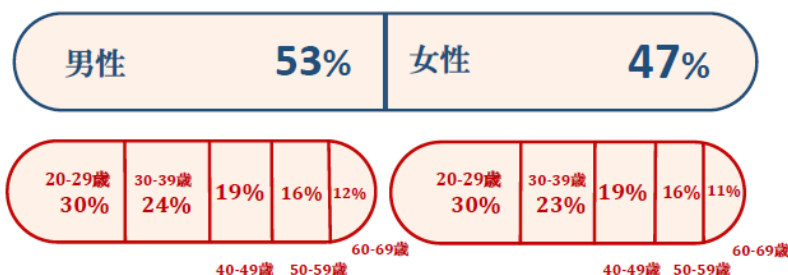 男性 53% 女性 47%
20-29歳 30-39歳 20-29歳 30-39歳
30% 24% 19% 16% 12% 30% 23% 19% 16% 11%
60-69歳 60-69歳
40-49歳 50-59歳 40-49歳 50-59歳